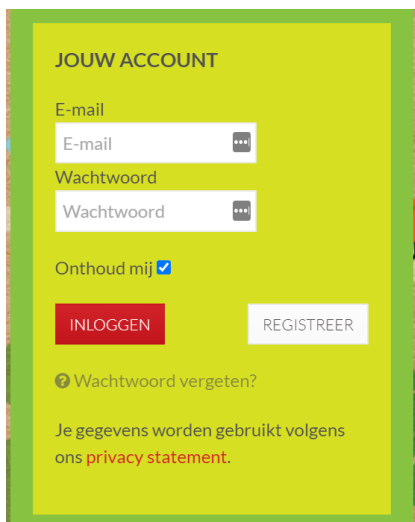 JOUW ACCOUNT
E-mail
E-mail
Wachtwoord
Wachtwoord
Onthoud mij
INLOGGEN REGISTREER
Wachtwoord vergeten?
Je gegevens worden gebruikt volgens
ons privacy statement.